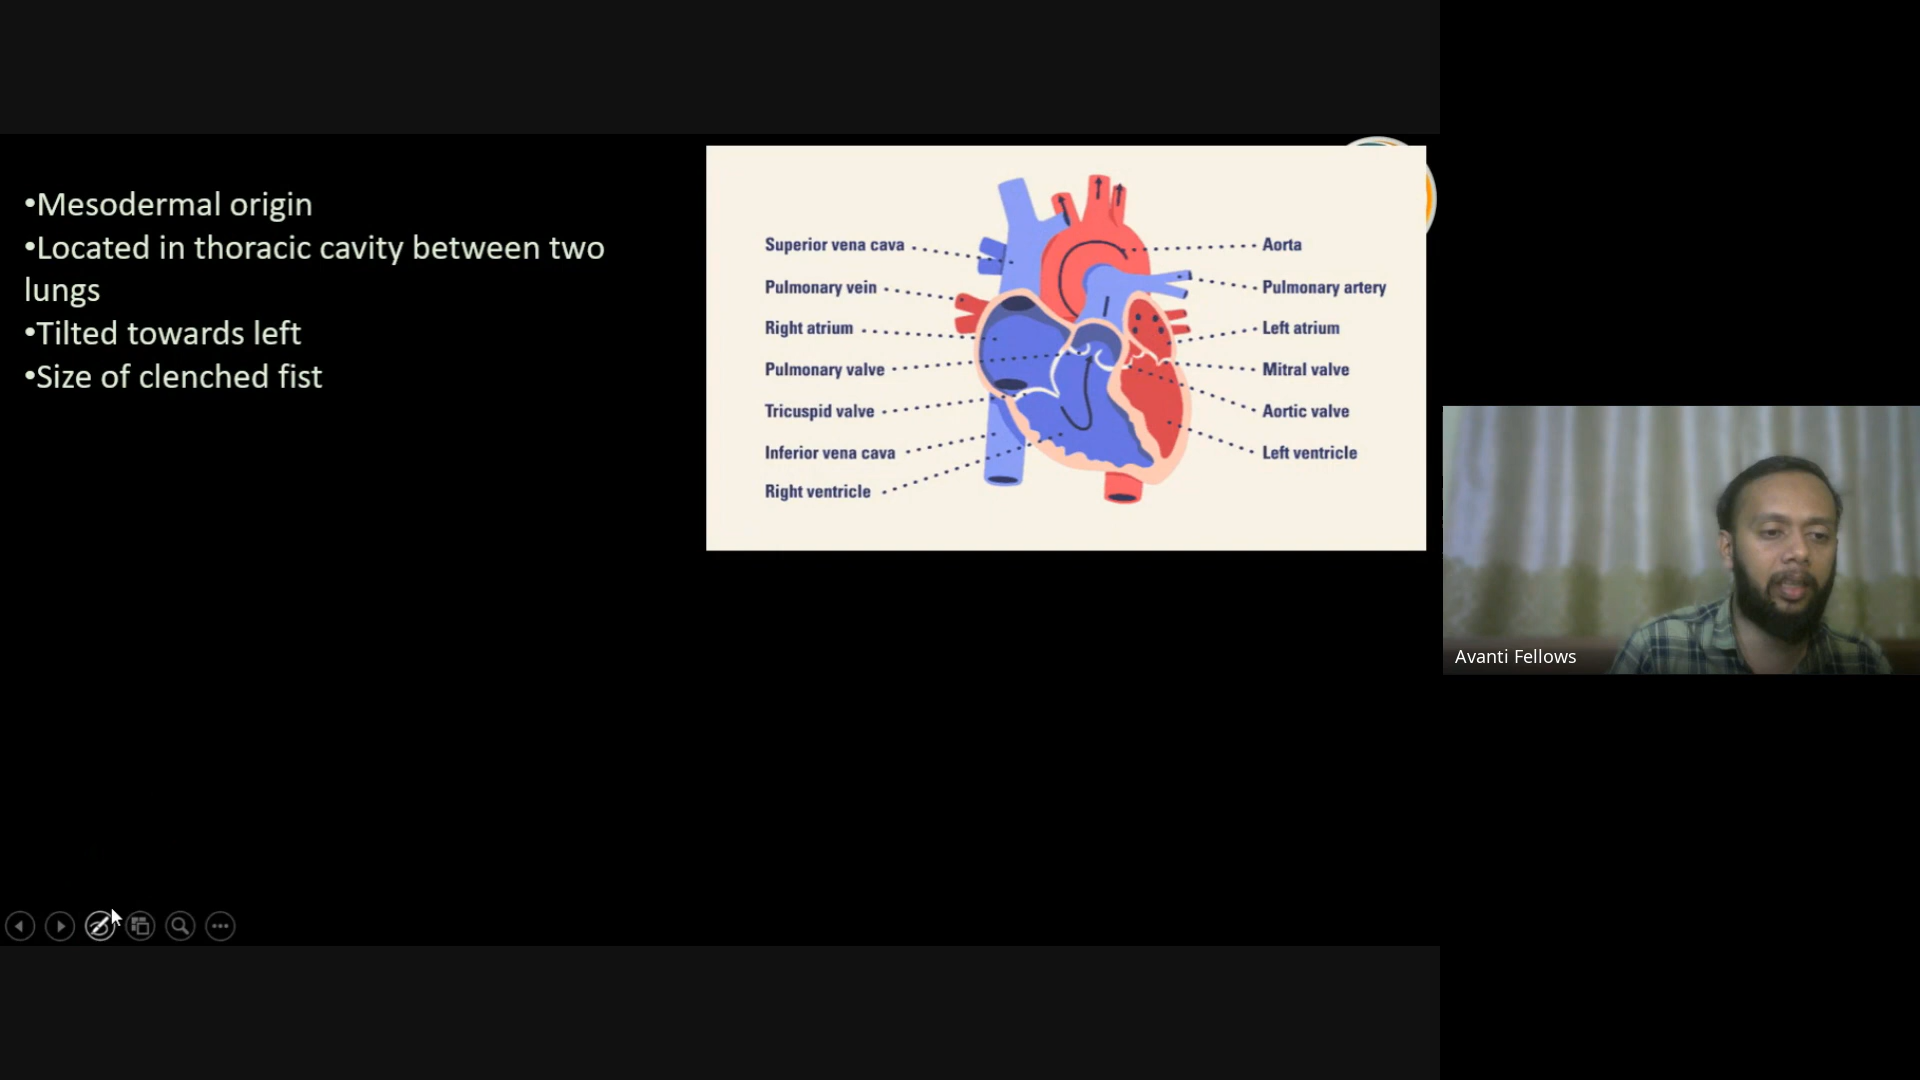 •Mesodermal origin
•Located in thoracic cavity between two
lungs
•Tilted towards left
•Size of clenched fist
Superior vena cava
Pulmonary vein
Right atrium
Pulmonary valve
Tricuspid valve
Inferior vena cava
Right ventricle
Aorta
Pulmonary artery
Left atrium
Mitral valve
Aortic valve
Left ventricle
Avanti Fellows